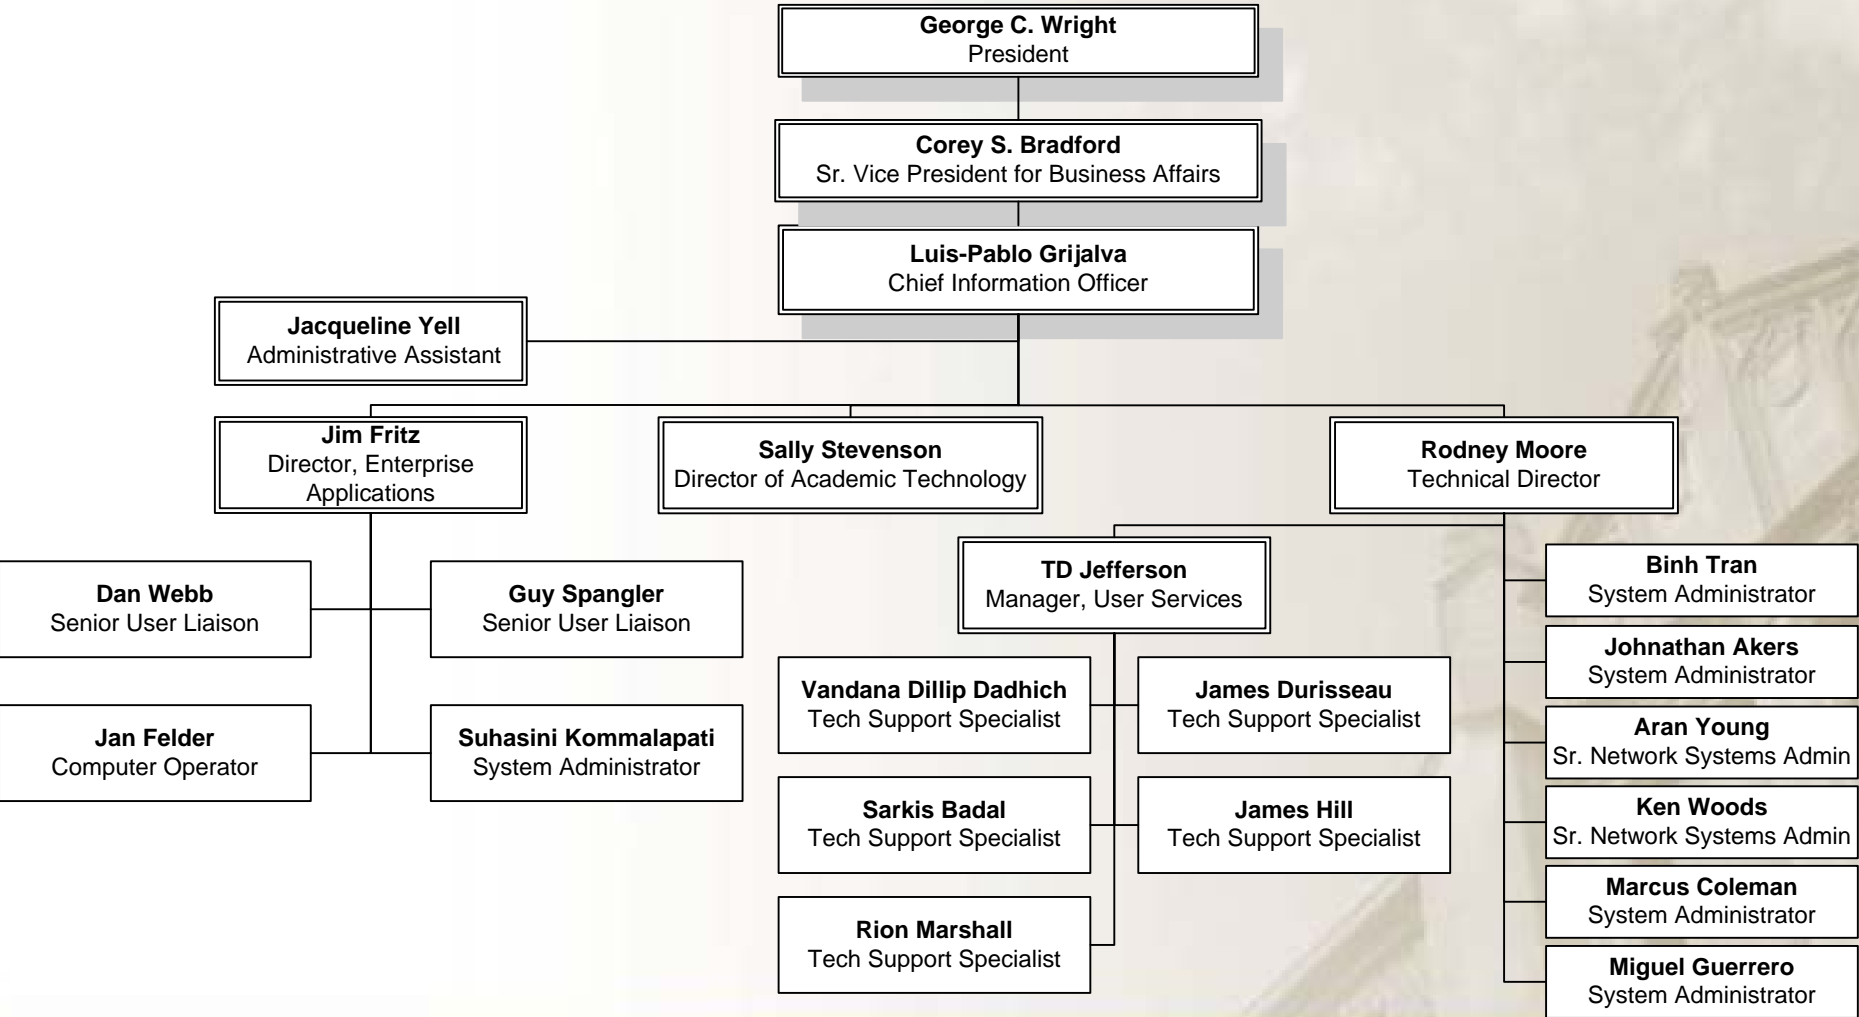 George C. Wright
President
Corey S. Bradford
Sr. Vice President for Business Affairs
Luis-Pablo Grijalva
Chief Information Officer
Jacqueline Yell
Administrative Assistant
Jim Fritz
Director, Enterprise
Applications
Sally Stevenson
Director of Academic Technology
Rodney Moore
Technical Director
Dan Webb
Senior User Liaison
Guy Spangler
Senior User Liaison
Jan Felder
Computer Operator
Suhasini Kommalapati
System Administrator
TD Jefferson
Manager, User Services
Vandana Dillip Dadhich
Tech Support Specialist
James Durisseau
Tech Support Specialist
Sarkis Badal
Tech Support Specialist
James Hill
Tech Support Specialist
Rion Marshall
Tech Support Specialist
Binh Tran
System Administrator
Johnathan Akers
System Administrator
Aran Young
Sr. Network Systems Admin
Ken Woods
Sr. Network Systems Admin
Marcus Coleman
System Administrator
Miguel Guerrero
System Administrator